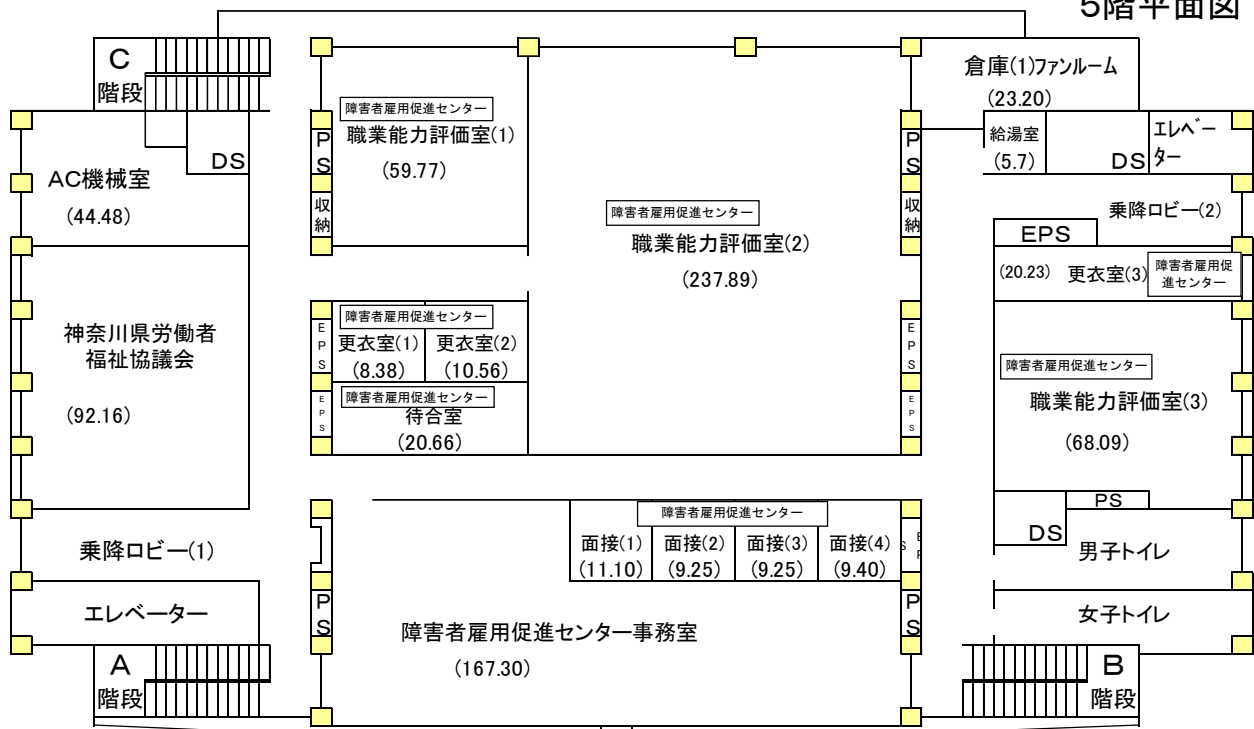 5階平面図
C
階段
DS
AC機械室
(44.48)
神奈川県労働者
福祉協議会
(92.16)
乗降ロビー(1)
エレベーター
A
階段
PS
収納
障害者雇用促進センター
職業能力評価室(1)
(59.77)
障害者雇用促進センター
職業能力評価室(2)
(237.89)
PS
収納
EPS
EPS
障害者雇用促進センター
更衣室(1)
(8.38)
更衣室(2)
(10.56)
障害者雇用促進センター
待合室
(20.66)
EPS
EPS
障害者雇用促進センター
面接(1)
(11.10)
面接(2)
(9.25)
面接(3)
(9.25)
面接(4)
(9.40)
PS
障害者雇用促進センター事務室
(167.30)
PS
倉庫(1)ファンルーム
(23.20)
給湯室
(5.7)
DS
エレベー
ター
乗降ロビー(2)
EPS
(20.23)
更衣室(3)
障害者雇用促
進センター
障害者雇用促進センター
職業能力評価室(3)
(68.09)
PS
DS
男子トイレ
女子トイレ
B
階段